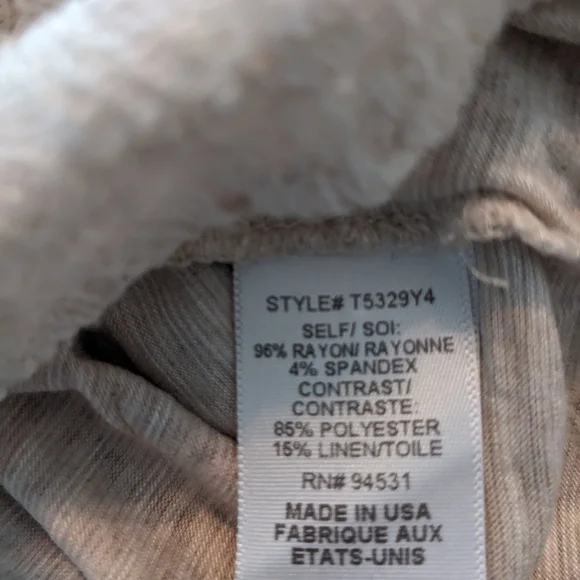 STYLE# T5329Y4
SELF/ SOI:
96% RAYON/ RAYONNE
4% SPANDEX
CONTRAST/
CONTRASTE:
85% POLYESTER
15% LINEN/TOILE
RN# 94531
MADE IN USA
FABRIQUE AUX
ETATS-UNIS